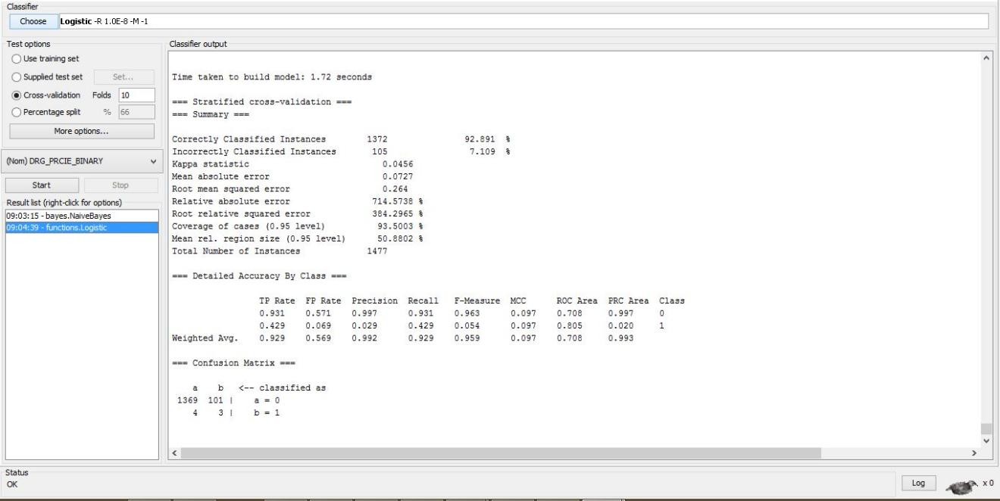 Classifier
Choose Logistic -R 1.0E-8 -M -1
Test options
Use training set
Supplied test set Set...
Cross-validation Folds 10
Percentage split % 66
More options...
(Nom) DRG_PRCIE_BINARY
Start Stop
Result list (right-click for options)
09:03:15 - bayes.NaiveBayes
09:04:39 - functions.Logistic
Classifier output
Time taken to build model: 1.72 seconds
=== Stratified cross-validation ===
=== Summary ===
Correctly Classified Instances 1372 92.891 %
Incorrectly Classified Instances 105 7.109 %
Kappa statistic 0.0456
Mean absolute error 0.0727
Root mean squared error 0.264
Relative absolute error 714.5738 %
Root relative squared error 384.2965 %
Coverage of cases (0.95 level) 93.5003 %
Mean rel. region size (0.95 level) 50.8802 %
Total Number of Instances 1477
=== Detailed Accuracy By Class ===
TP Rate FP Rate Precision Recall F-Measure MCC ROC Area PRC Area Class
0.931 0.571 0.997 0.931 0.963 0.097 0.708 0.997 0
0.429 0.069 0.029 0.429 0.054 0.097 0.805 0.020 1
Weighted Avg. 0.929 0.569 0.992 0.929 0.959 0.097 0.708 0.993
=== Confusion Matrix ===
a b <-- classified as
1369 101 | a = 0
4 3 | b = 1
Status
OK
Log x 0